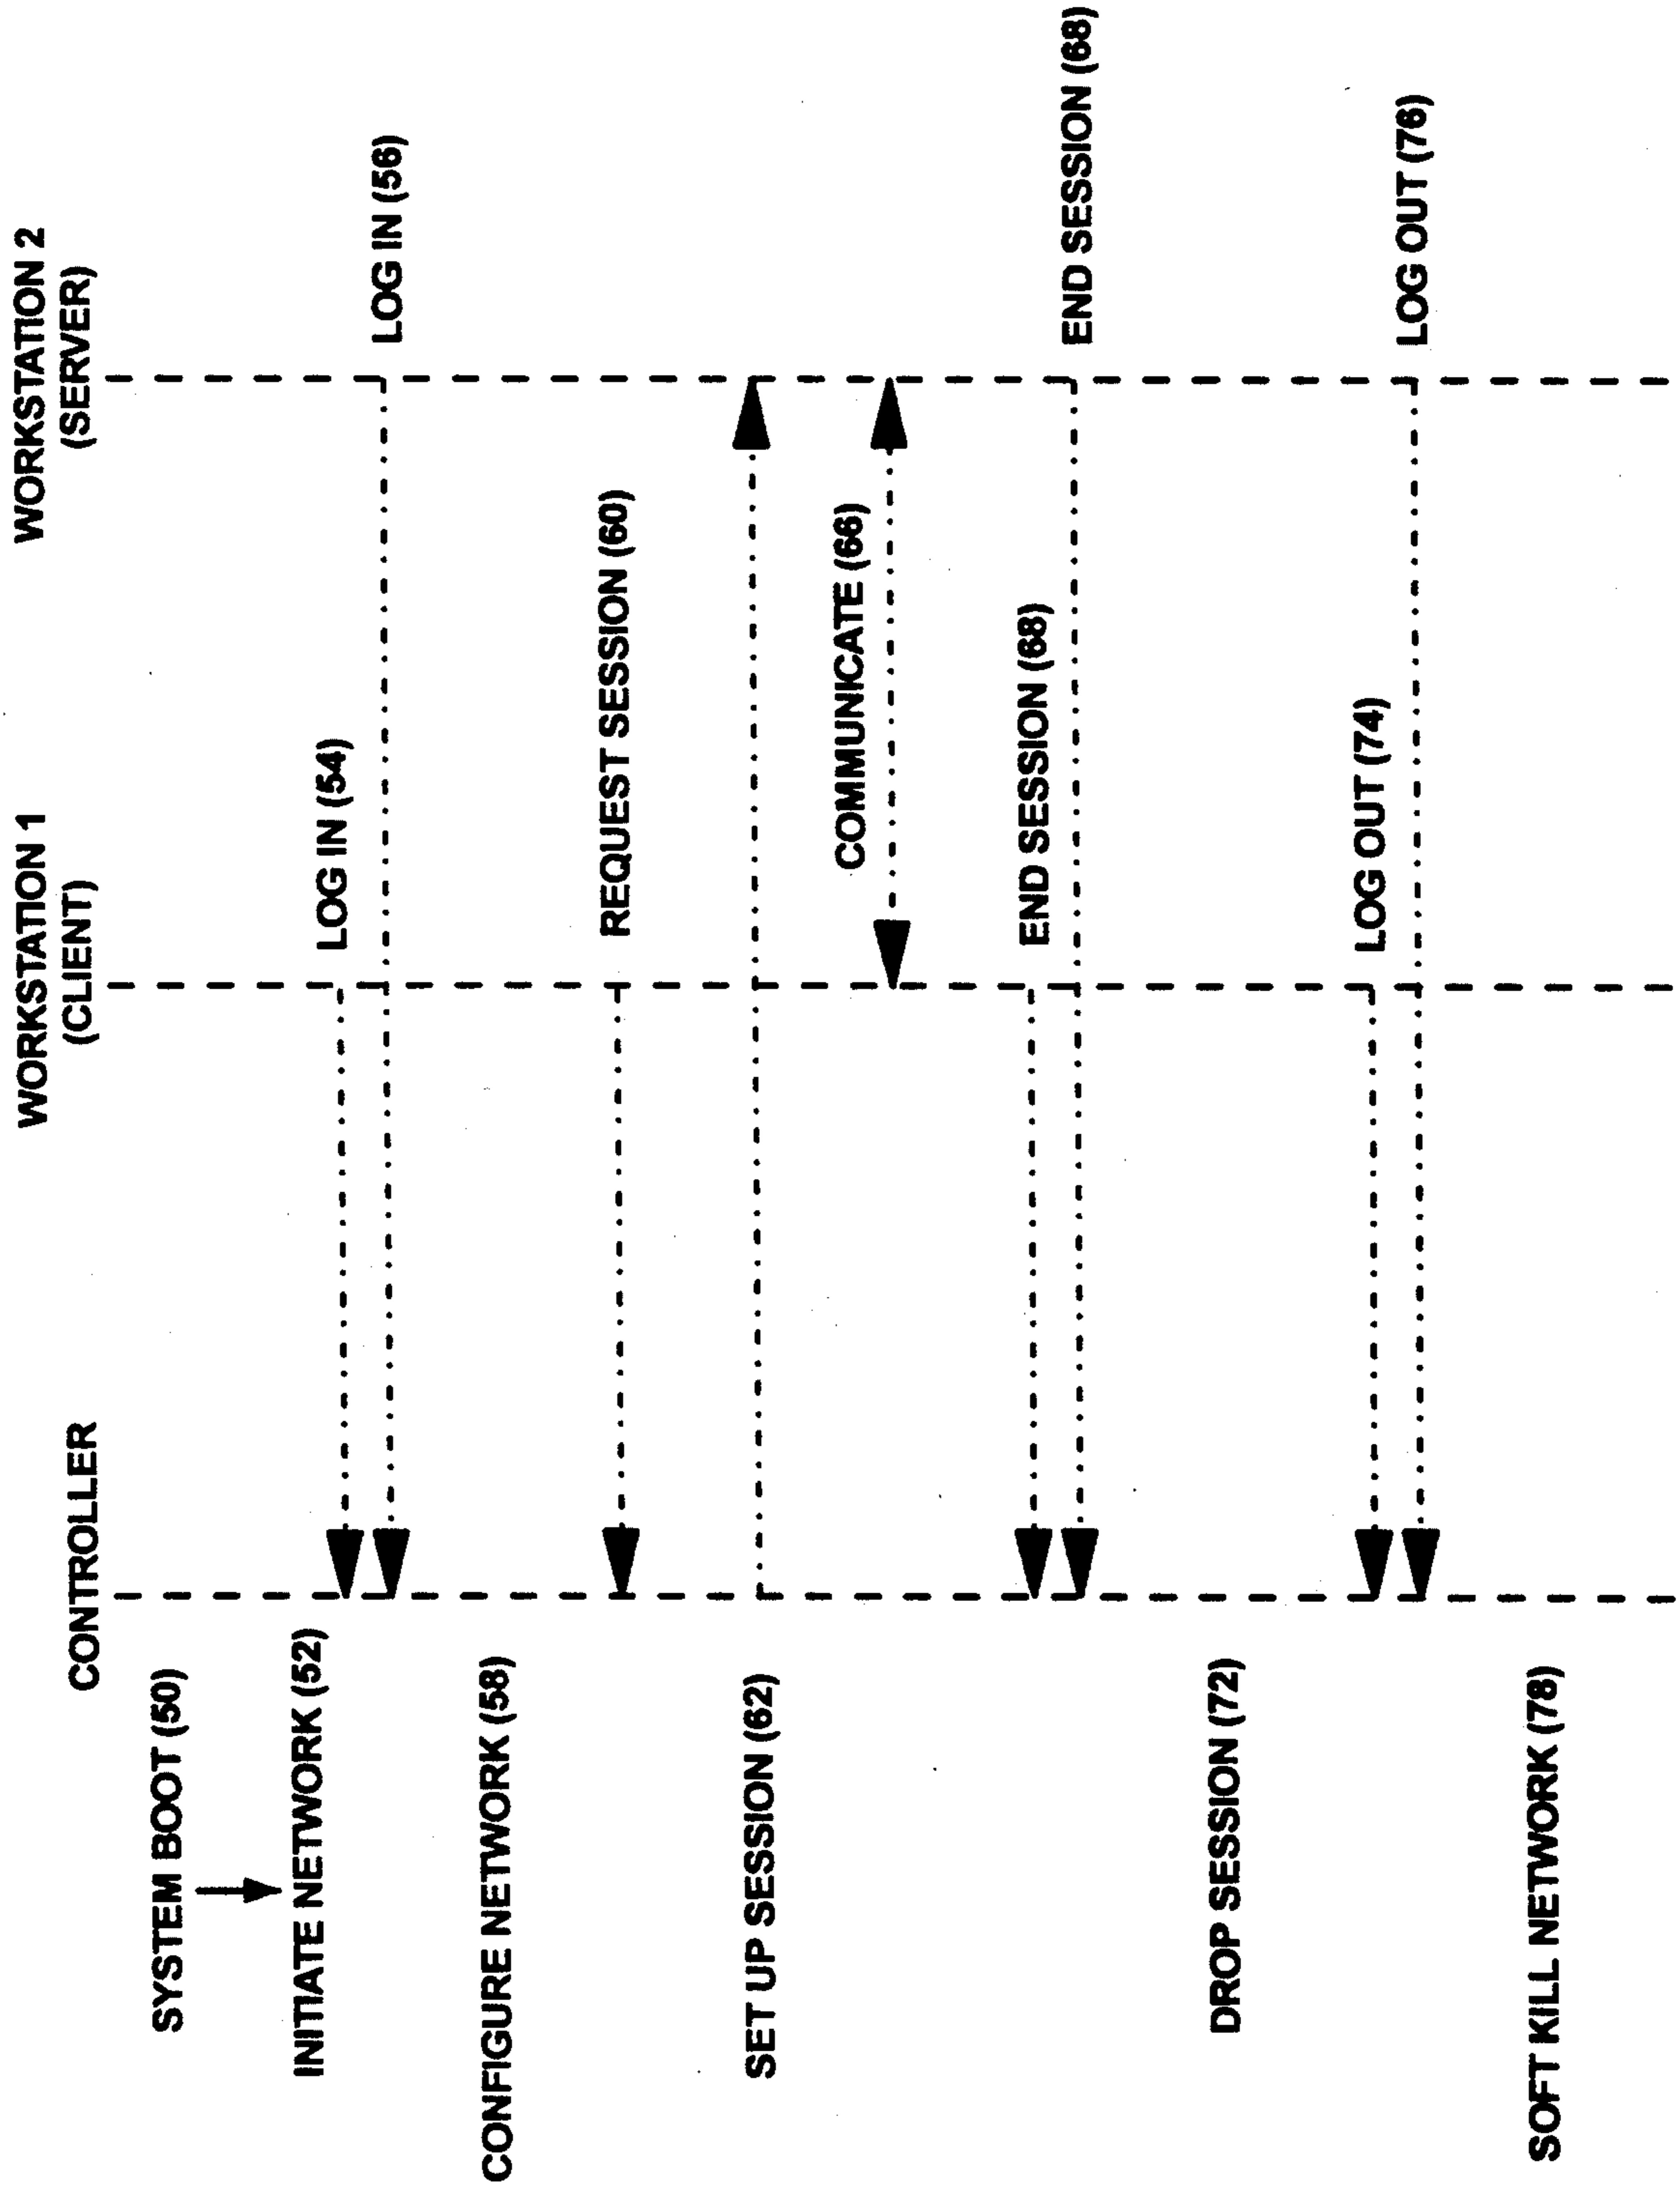 CONTROLLER
WORKSTATION 1
(CLIENT)
WORKSTATION 2
(SERVER)
SYSTEM BOOT (50)
INITIATE NETWORK (52)
LOG IN (54)
LOG IN (56)
CONFIGURE NETWORK (58)
REQUEST SESSION (60)
SET UP SESSION (62)
COMMUNICATE (66)
END SESSION (68)
END SESSION (68)
DROP SESSION (72)
LOG OUT (74)
LOG OUT (76)
SOFT KILL NETWORK (78)